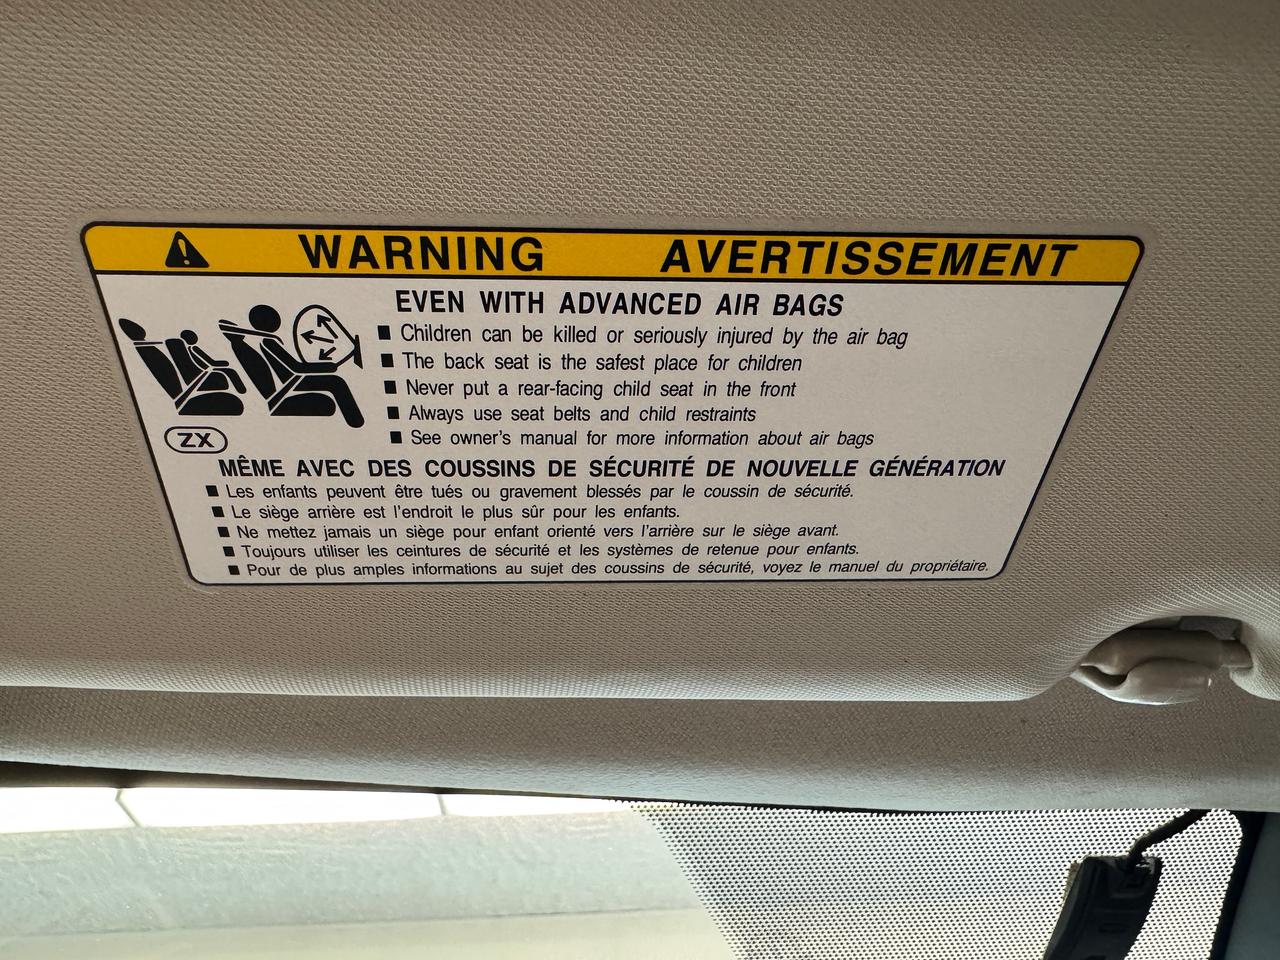 WARNING AVERTISSEMENT
EVEN WITH ADVANCED AIR BAGS
■ Children can be killed or seriously injured by the air bag
■ The back seat is the safest place for children
■ Never put a rear-facing child seat in the front
■ Always use seat belts and child restraints
■ See owner's manual for more information about air bags
ZX
MÊME AVEC DES COUSSINS DE SÉCURITÉ DE NOUVELLE GÉNÉRATION
■ Les enfants peuvent être tués ou gravement blessés par le coussin de sécurité.
■ Le siège arrière est l'endroit le plus sûr pour les enfants.
■ Ne mettez jamais un siège pour enfant orienté vers l'arrière sur le siège avant.
■ Toujours utiliser les ceintures de sécurité et les systèmes de retenue pour enfants.
■ Pour de plus amples informations au sujet des coussins de sécurité, voyez le manuel du propriétaire.